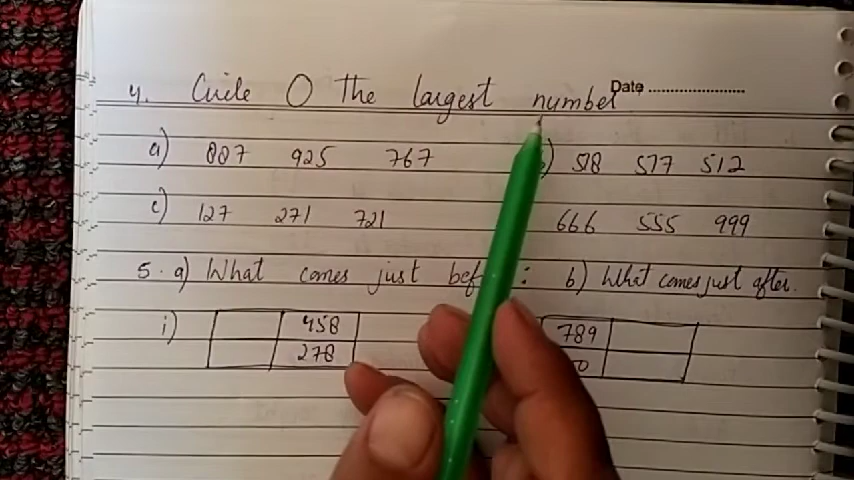 4. Circle O The largest number Date ....................
a) 887 925 767 b) 518 577 512
c) 127 271 721 666 555 999
5. a) What comes just : b) What comes just after.
i) 458 789
278